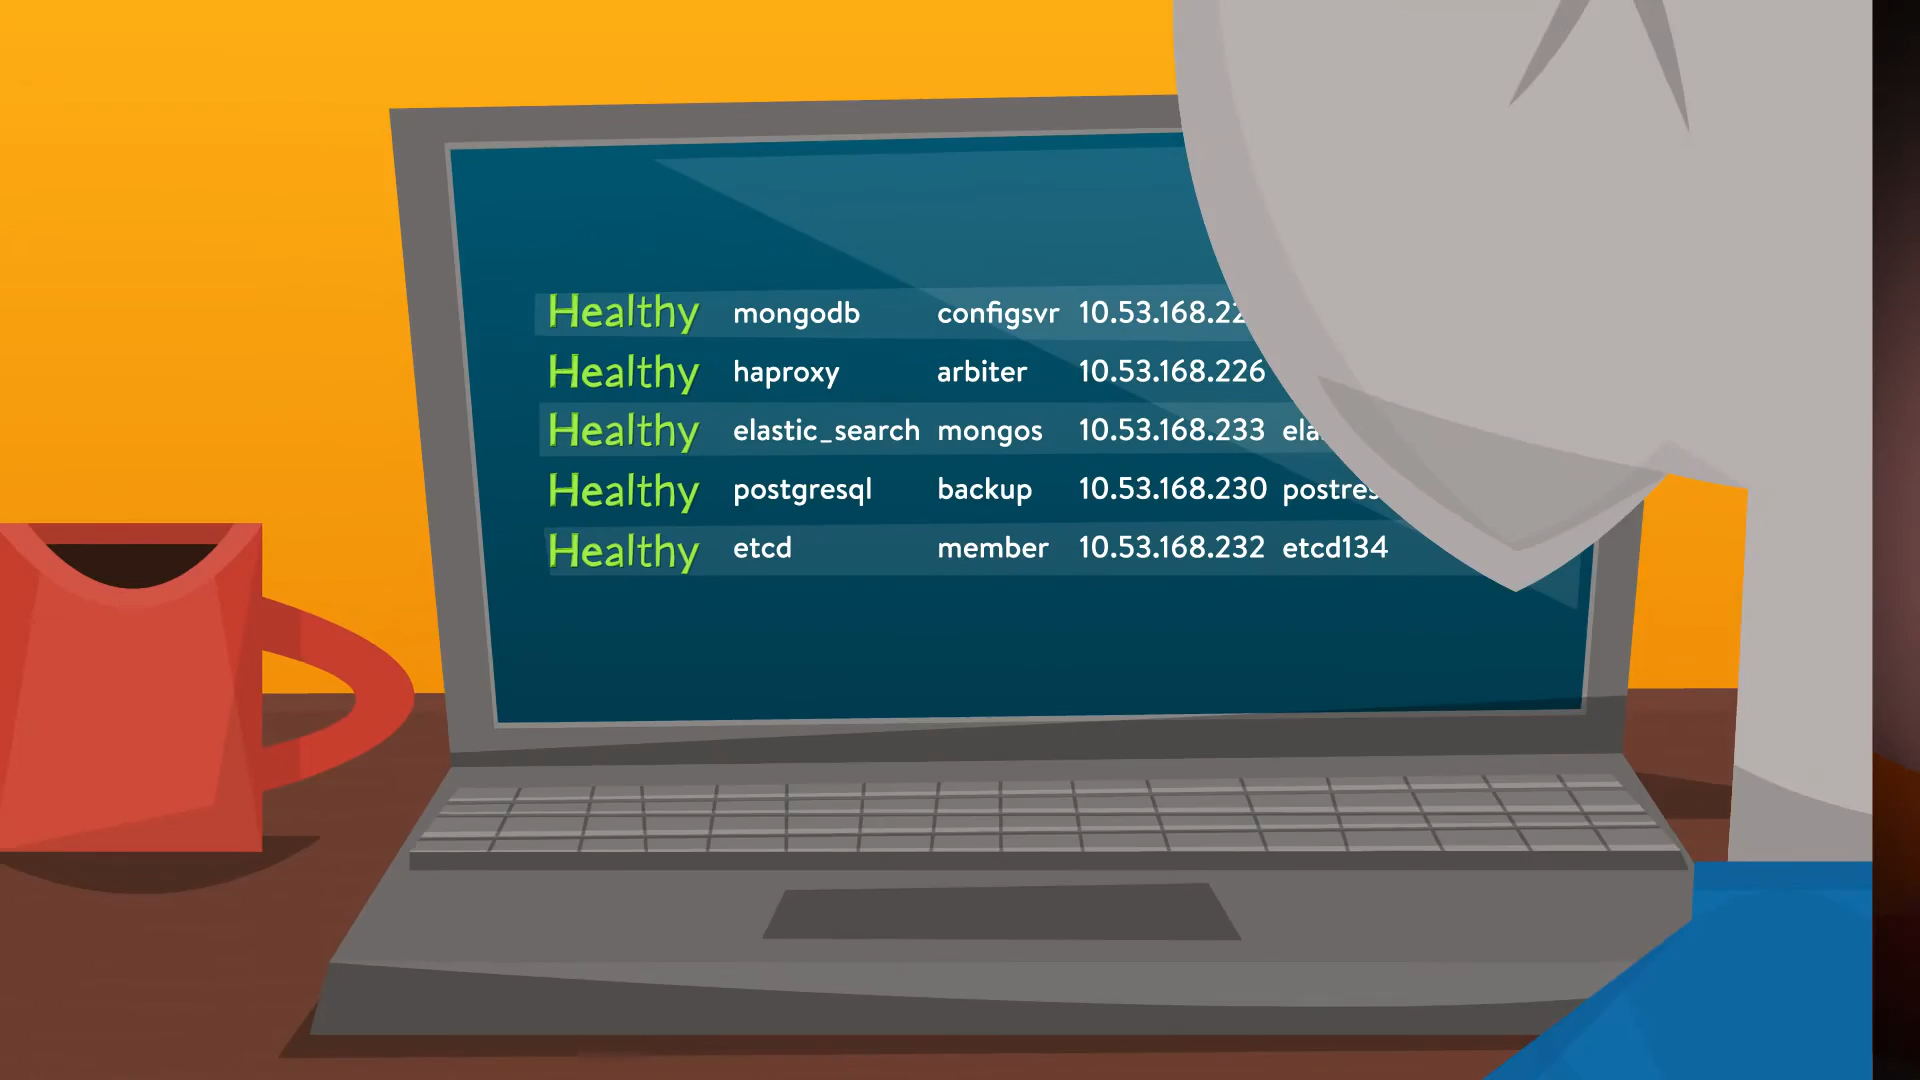 Healthy mongodb configsvr
Healthy haproxy arbiter 10.53.168.226
Healthy elastic_search mongos 10.53.168.233
Healthy postgresql backup 10.53.168.230
Healthy etcd member 10.53.168.232 etcd134